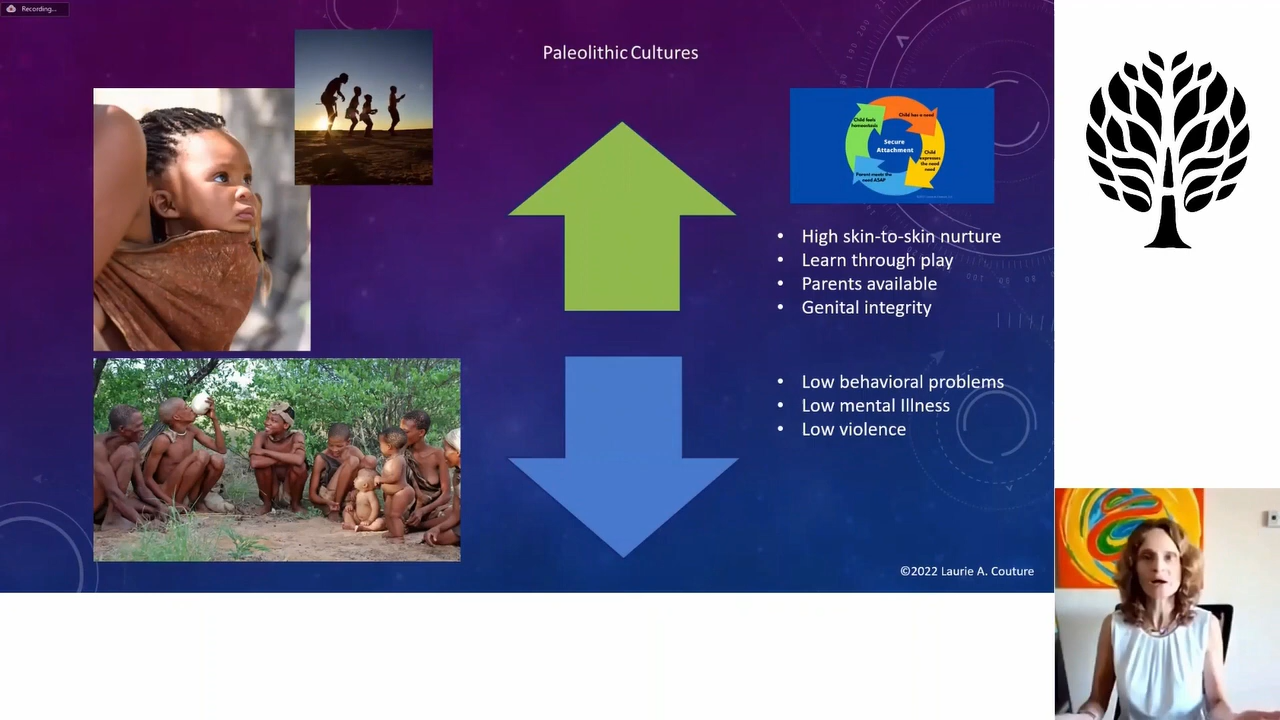 Recording...
Paleolithic Cultures
Child feels
homeostasis
Child has a need
Secure
Attachment
Child
expresses
the need
need
Parent meets the
need ASAP
• High skin-to-skin nurture
• Learn through play
• Parents available
• Genital integrity
• Low behavioral problems
• Low mental Illness
• Low violence
©2022 Laurie A. Couture